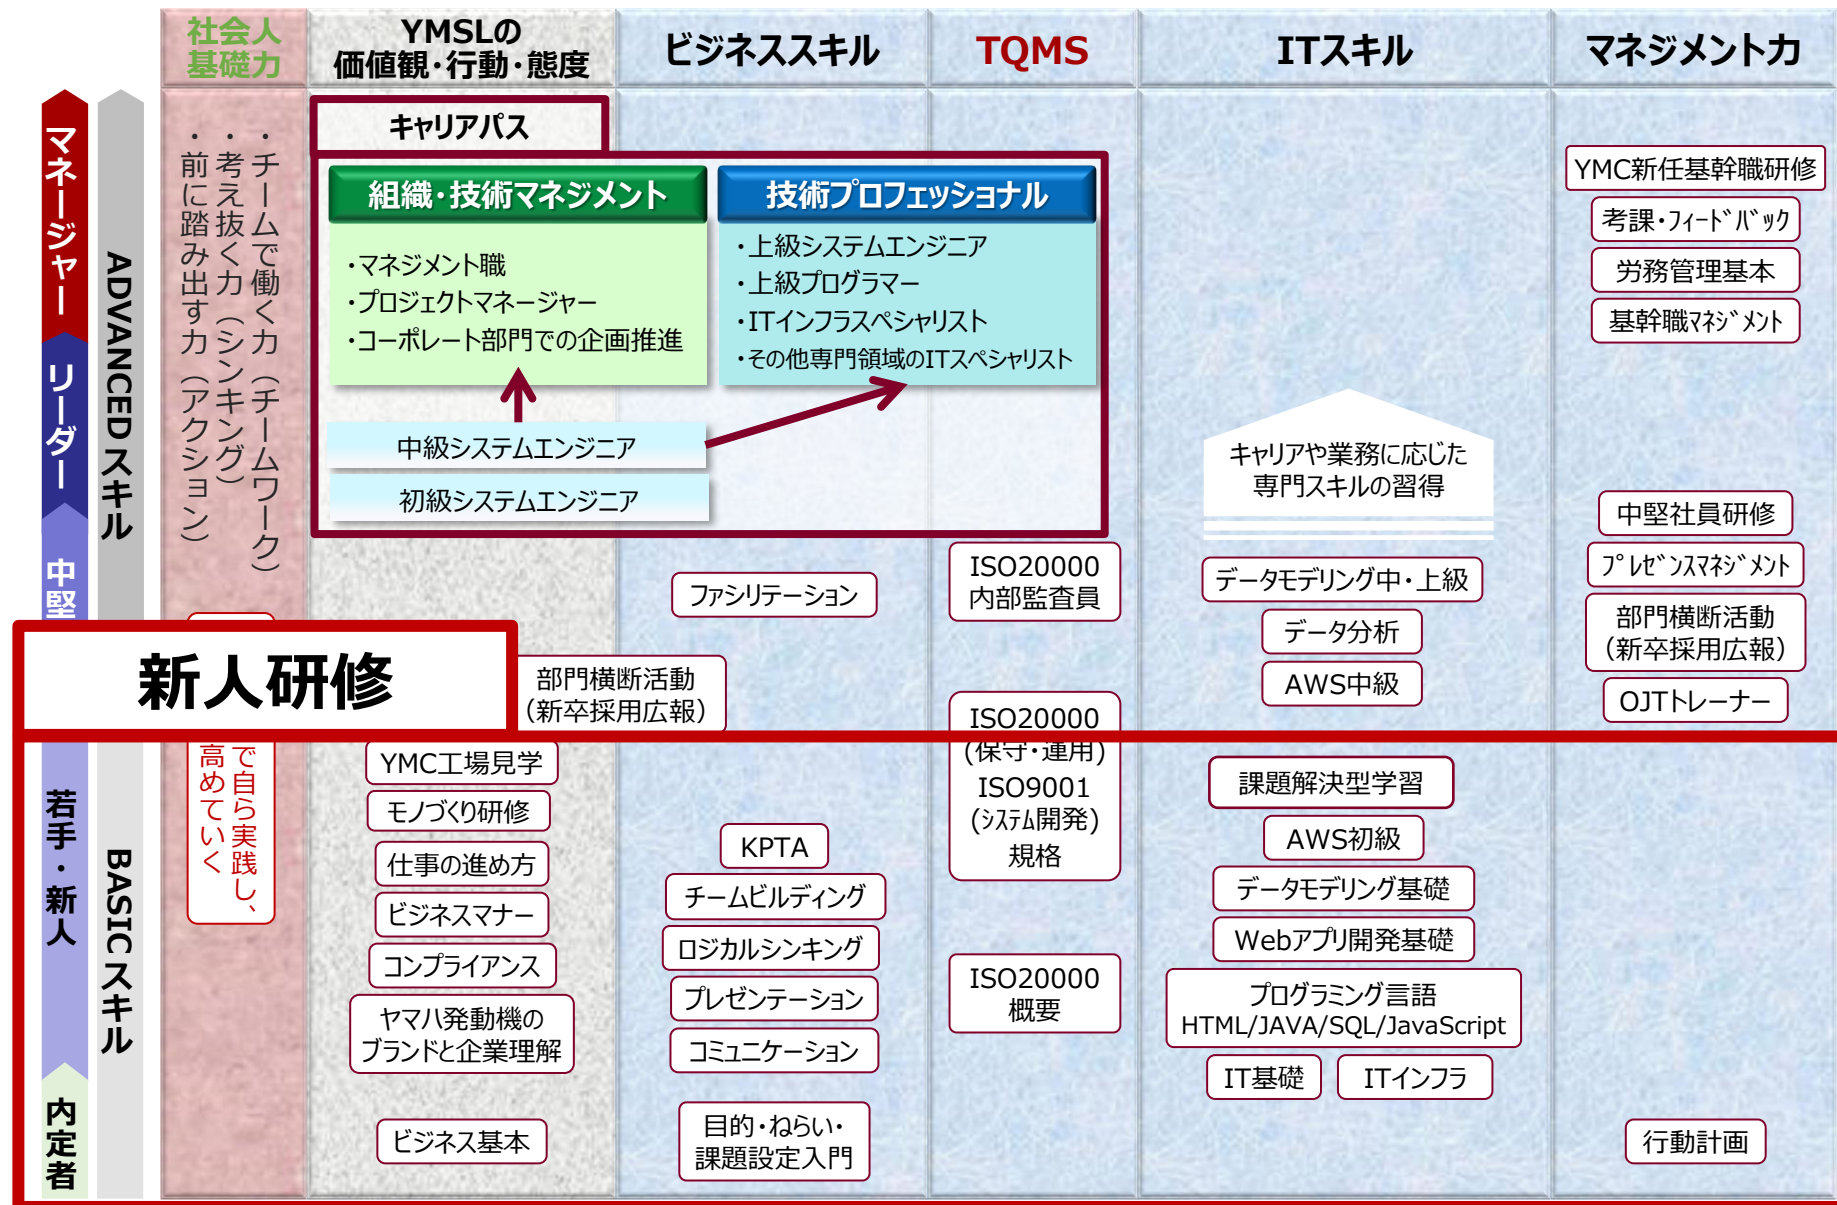 社会人
基礎力
YMSLの
価値観・行動・態度
ビジネススキル
TQMS
ITスキル
マネジメント力
マネージャー
リーダー
中堅
若手・新人
内定者
ADVANCED スキル
BASIC スキル
・チームで働く力（チームワーク）
・考え抜く力（シンキング）
・前に踏み出す力（アクション）
で自ら実践し、
高めていく
キャリアパス
組織・技術マネジメント
・マネジメント職
・プロジェクトマネージャー
・コーポレート部門での企画推進
技術プロフェッショナル
・上級システムエンジニア
・上級プログラマー
・ITインフラスペシャリスト
・その他専門領域のITスペシャリスト
中級システムエンジニア
初級システムエンジニア
新人研修
部門横断活動
（新卒採用広報）
YMC工場見学
モノづくり研修
仕事の進め方
ビジネスマナー
コンプライアンス
ヤマハ発動機の
ブランドと企業理解
ビジネス基本
ファシリテーション
KPTA
チームビルディング
ロジカルシンキング
プレゼンテーション
コミュニケーション
目的・ねらい・
課題設定入門
ISO20000
内部監査員
ISO20000
(保守・運用)
ISO9001
(ｼｽﾃﾑ開発)
規格
ISO20000
概要
キャリアや業務に応じた
専門スキルの習得
データモデリング中・上級
データ分析
AWS中級
課題解決型学習
AWS初級
データモデリング基礎
Webアプリ開発基礎
プログラミング言語
HTML/JAVA/SQL/JavaScript
IT基礎
ITインフラ
YMC新任基幹職研修
考課・ﾌｨｰﾄﾞﾊﾞｯｸ
労務管理基本
基幹職ﾏﾈｼﾞﾒﾝﾄ
中堅社員研修
ﾌﾟﾚｾﾞﾝｽﾏﾈｼﾞﾒﾝﾄ
部門横断活動
（新卒採用広報）
OJTトレーナー
行動計画